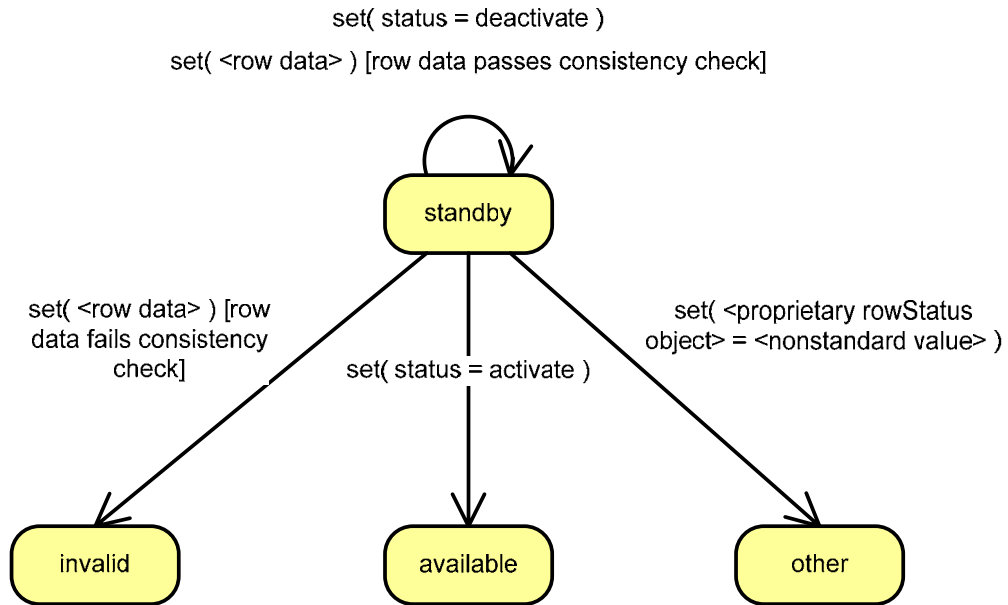 set( status = deactivate )
set( <row data> ) [row data passes consistency check]
standby
set( <row data> ) [row
data fails consistency
check]
set( status = activate )
set( <proprietary rowStatus
object> = <nonstandard value> )
invalid
available
other